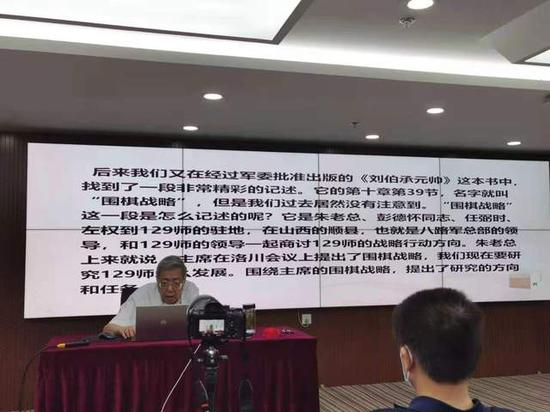 后来我们又在经过军委批准出版的《刘伯承元帅》这本书中，
找到了一段非常精彩的记述。它的第十章第39节，名字就叫
“围棋战略”，但是我们过去居然没有注意到。“围棋战略”
这一段是怎么记述的呢？它是朱老总、彭德怀同志、任弼时、
左权到129师的驻地，在山西的顺县，也就是八路军总部的领
导，和129师的领导一起商讨129师的战略行动方向。朱老总
上来就说 主席在洛川会议上提出了围棋战略，我们现在要研
究129师 发展。围绕主席的围棋战略，提出了研究的方向
和任务